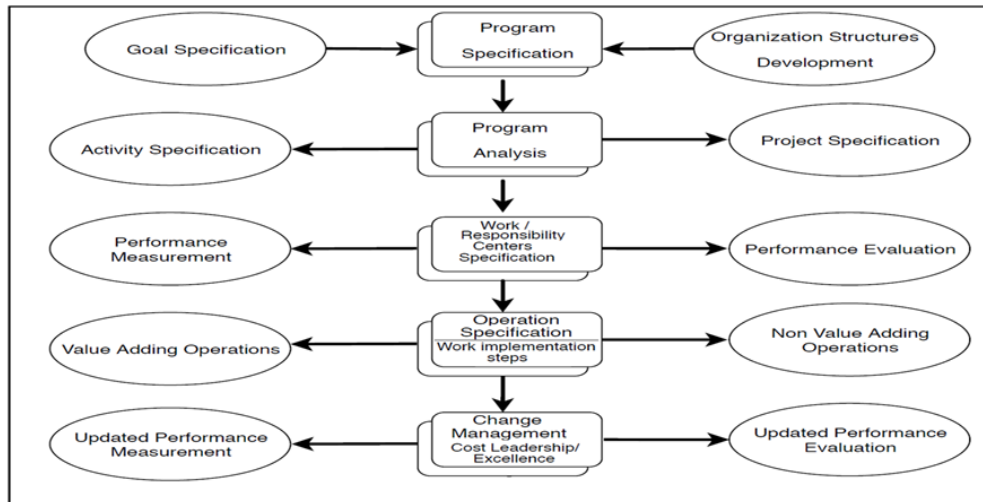 Goal Specification
Program
Specification
Organization Structures
Development
Activity Specification
Program
Analysis
Project Specification
Performance
Measurement
Work /
Responsibility
Centers
Specification
Performance Evaluation
Value Adding Operations
Operation
Specification
Work implementation
steps
Non Value Adding
Operations
Updated Performance
Measurement
Change
Management
Cost Leadership/
Excellence
Updated Performance
Evaluation